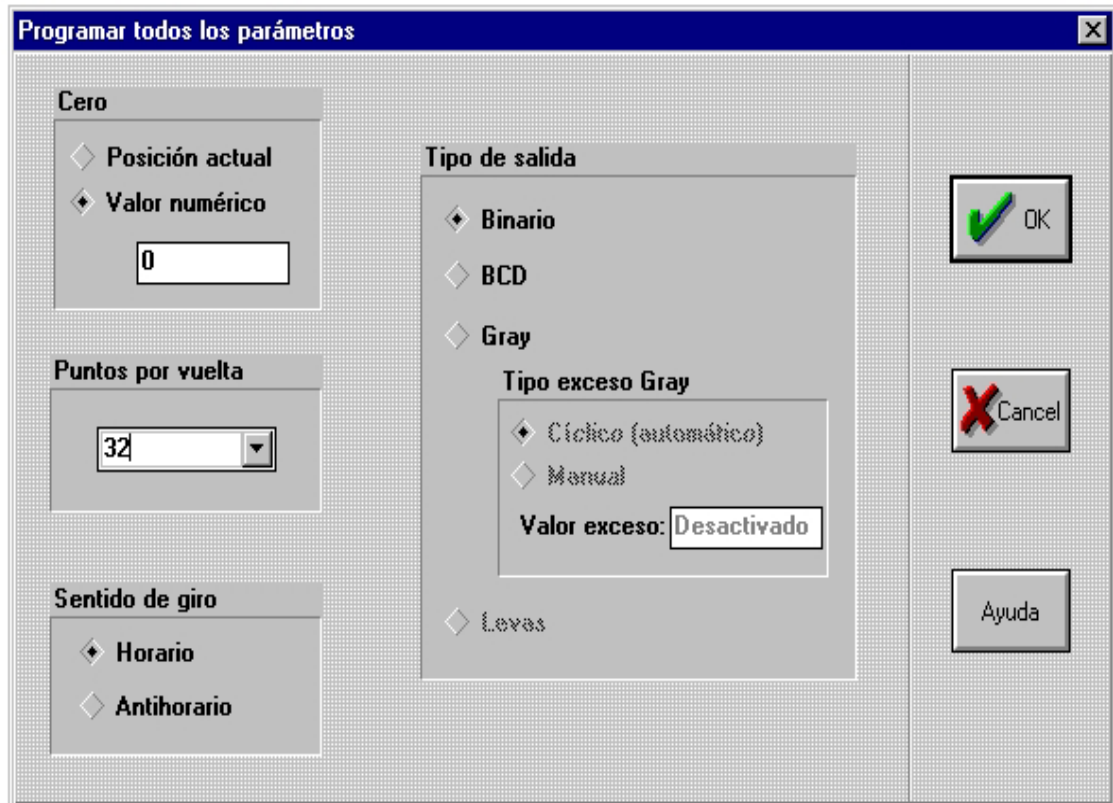 Programar todos los parámetros
Cero
Posición actual
Valor numérico
0
Puntos por vuelta
32
Sentido de giro
Horario
Antihorario
Tipo de salida
Binario
BCD
Gray
Tipo exceso Gray
Cíclico (automático)
Manual
Valor exceso: Desactivado
Levas
OK
Cancel
Ayuda